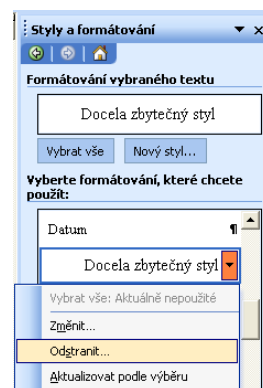 Styly a formátování
Formátování vybraného textu
Docela zbytečný styl
Vybrat vše Nový styl...
Vyberte formátování, které chcete
použít:
Datum ¶
Docela zbytečný styl
Vybrat vše: Aktuálně nepoužité
Změnit...
Odstranit...
Aktualizovat podle výběru